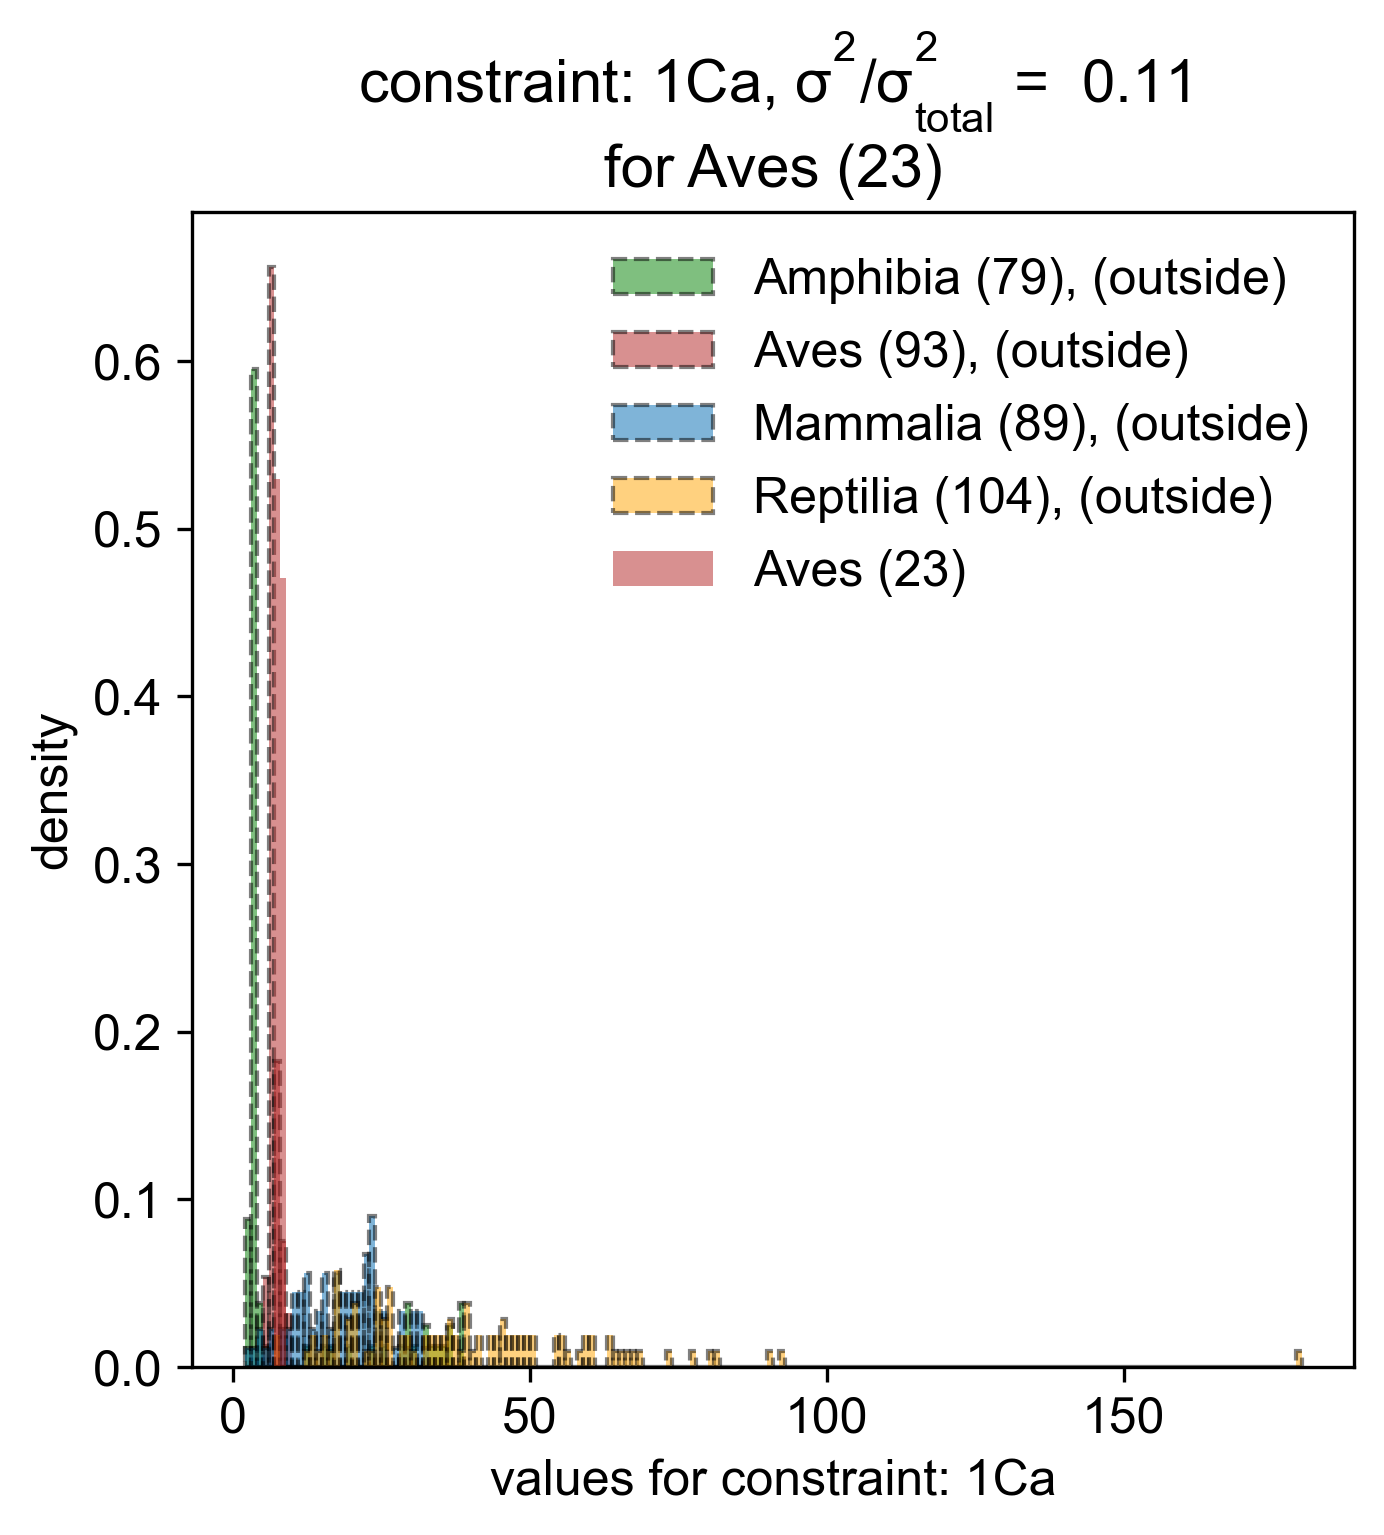 constraint: 1Ca, σ²/σ²total = 0.11
for Aves (23)
Amphibia (79), (outside)
Aves (93), (outside)
Mammalia (89), (outside)
Reptilia (104), (outside)
Aves (23)
density
0.6
0.5
0.4
0.3
0.2
0.1
0.0
0 50 100 150
values for constraint: 1Ca